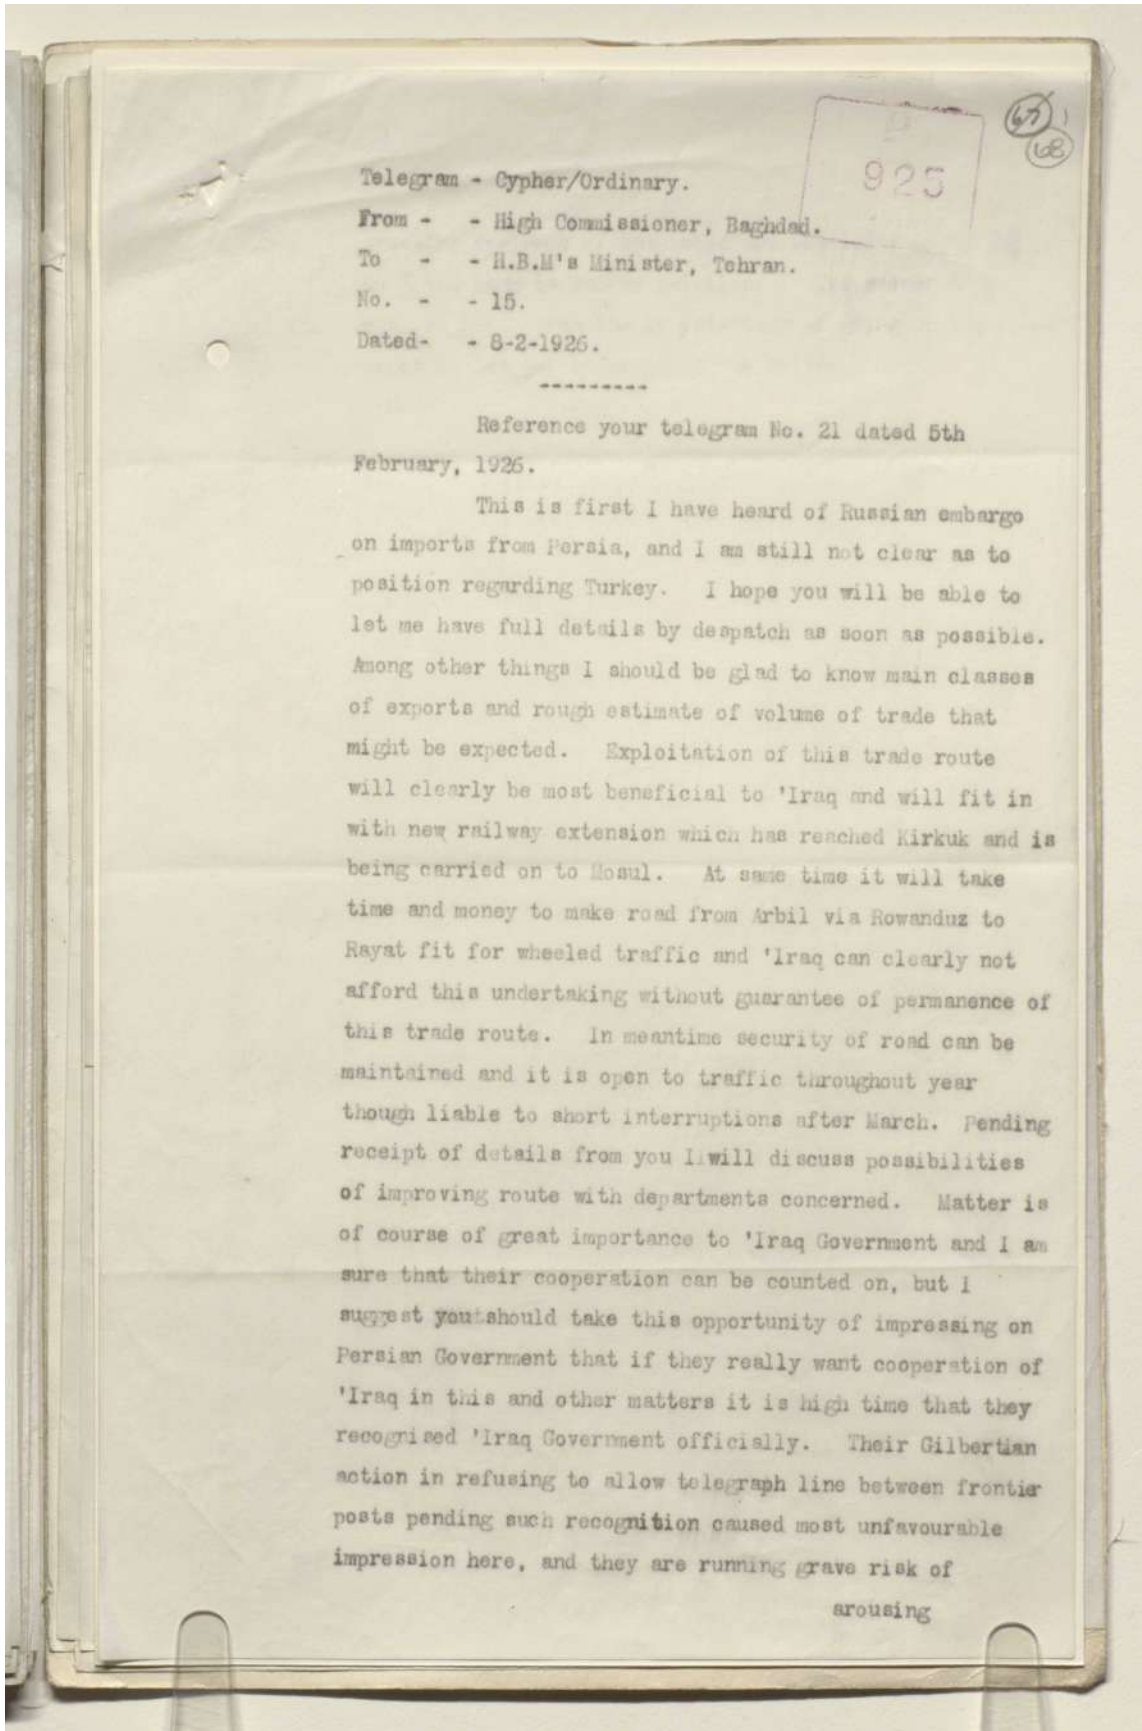 67
1
68
925
Telegram - Cypher/Ordinary.
From - - High Commissioner, Baghdad.
To - - H.B.M's Minister, Tehran.
No. - - 15.
Dated- - 8-2-1926.
---------
Reference your telegram No. 21 dated 5th
February, 1926.
This is first I have heard of Russian embargo
on imports from Persia, and I am still not clear as to
position regarding Turkey. I hope you will be able to
let me have full details by despatch as soon as possible.
Among other things I should be glad to know main classes
of exports and rough estimate of volume of trade that
might be expected. Exploitation of this trade route
will clearly be most beneficial to 'Iraq and will fit in
with new railway extension which has reached Kirkuk and is
being carried on to Mosul. At same time it will take
time and money to make road from Arbil via Rowanduz to
Rayat fit for wheeled traffic and 'Iraq can clearly not
afford this undertaking without guarantee of permanence of
this trade route. In meantime security of road can be
maintained and it is open to traffic throughout year
though liable to short interruptions after March. Pending
receipt of details from you I will discuss possibilities
of improving route with departments concerned. Matter is
of course of great importance to 'Iraq Government and I am
sure that their cooperation can be counted on, but I
suggest you should take this opportunity of impressing on
Persian Government that if they really want cooperation of
'Iraq in this and other matters it is high time that they
recognised 'Iraq Government officially. Their Gilbertian
action in refusing to allow telegraph line between frontier
posts pending such recognition caused most unfavourable
impression here, and they are running grave risk of
arousing